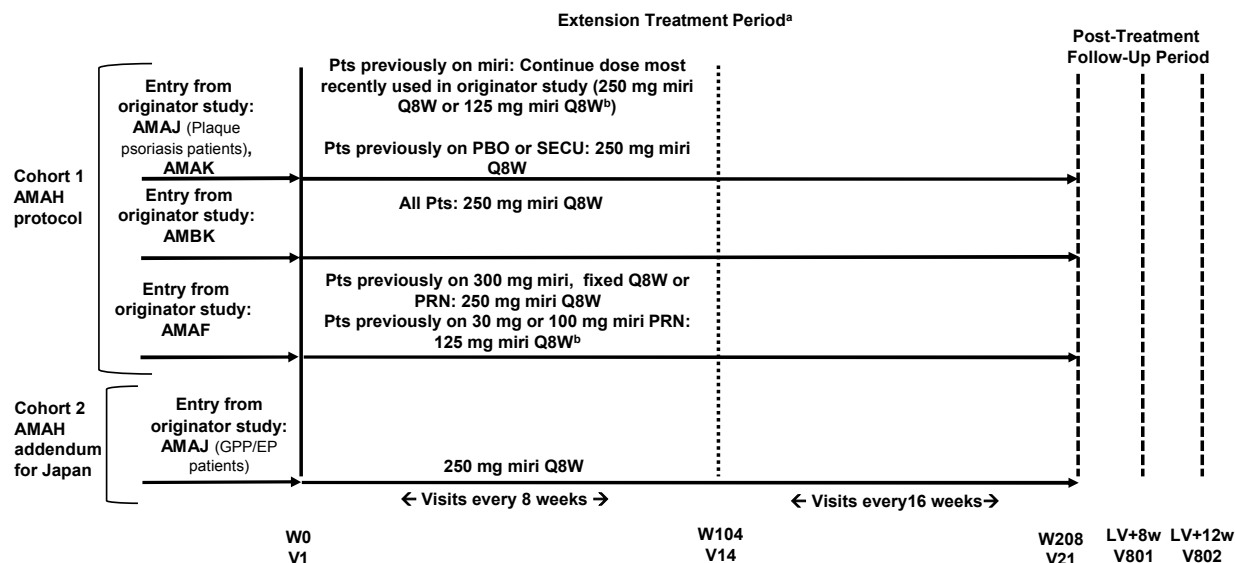 Extension Treatment Periodᵃ
Post-Treatment
Follow-Up Period
Cohort 1
AMAH
protocol
Entry from
originator study:
AMAJ (Plaque
psoriasis patients),
AMAK
Pts previously on miri: Continue dose most
recently used in originator study (250 mg miri
Q8W or 125 mg miri Q8Wᵇ)
Pts previously on PBO or SECU: 250 mg miri
Q8W
Entry from
originator study:
AMBK
All Pts: 250 mg miri Q8W
Entry from
originator study:
AMAF
Pts previously on 300 mg miri, fixed Q8W or
PRN: 250 mg miri Q8W
Pts previously on 30 mg or 100 mg miri PRN:
125 mg miri Q8Wᵇ
Cohort 2
AMAH
addendum
for Japan
Entry from
originator study:
AMAJ (GPP/EP
patients)
250 mg miri Q8W
← Visits every 8 weeks →
← Visits every16 weeks→
W0
V1
W104
V14
W208
V21
LV+8w
V801
LV+12w
V802